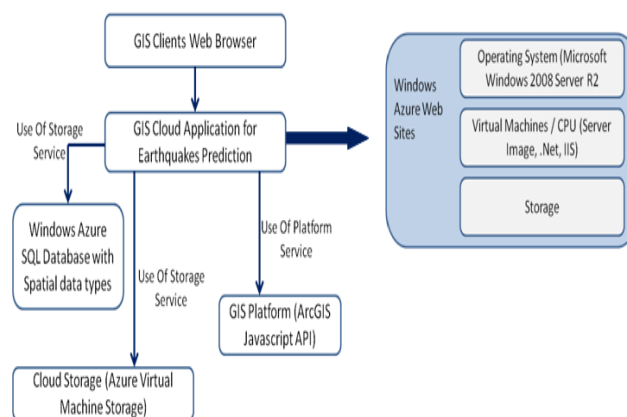 GIS Clients Web Browser
GIS Cloud Application for
Earthquakes Prediction
Use Of Storage
Service
Windows Azure
SQL Database with
Spatial data types
Use Of Storage
Service
Use Of Platform
Service
GIS Platform (ArcGIS
Javascript API)
Cloud Storage (Azure Virtual
Machine Storage)
Windows
Azure Web
Sites
Operating System (Microsoft
Windows 2008 Server R2
Virtual Machines / CPU (Server
Image, .Net, IIS)
Storage